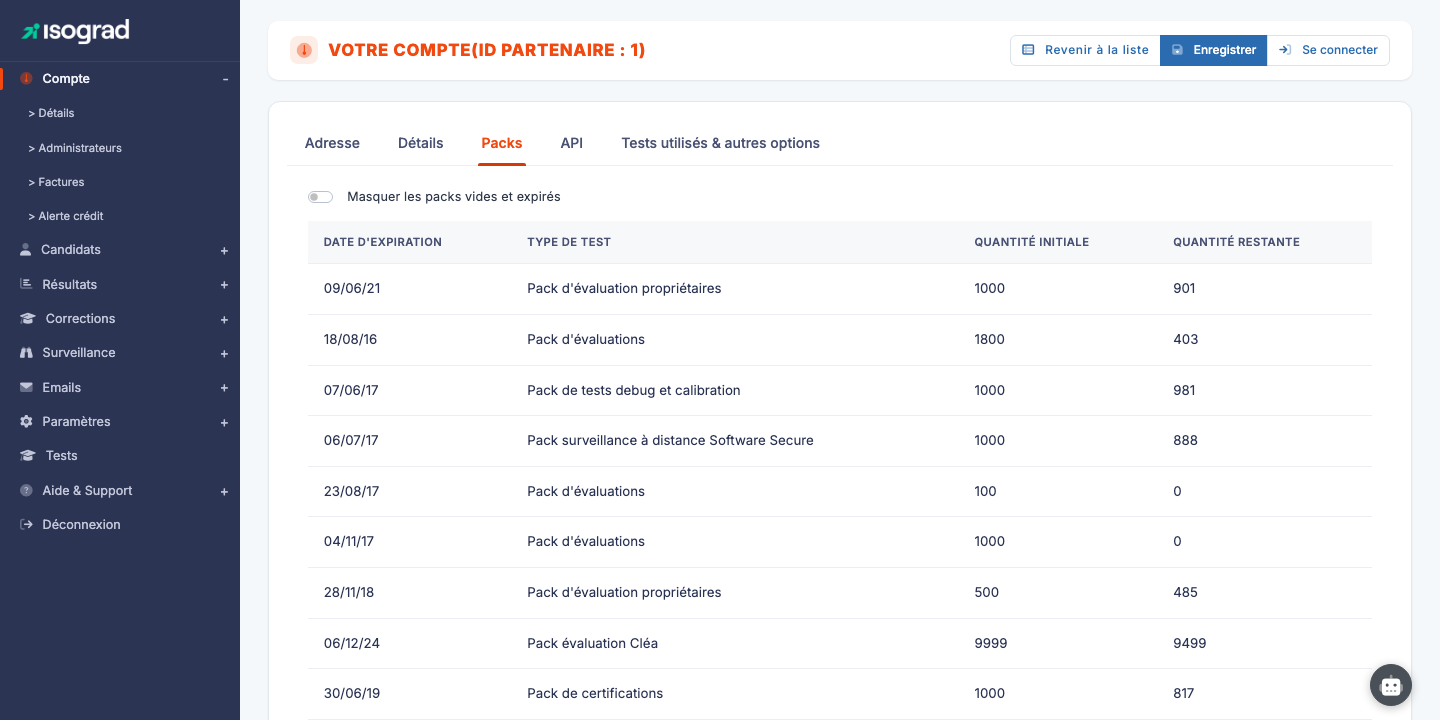 isograd
Compte -
> Détails
> Administrateurs
> Factures
> Alerte crédit
Candidats +
Résultats +
Corrections +
Surveillance +
Emails +
Paramètres +
Tests
Aide & Support +
Déconnexion
VOTRE COMPTE(ID PARTENAIRE : 1)
Revenir à la liste Enregistrer Se connecter
Adresse Détails Packs API Tests utilisés & autres options
Masquer les packs vides et expirés
DATE D'EXPIRATION TYPE DE TEST QUANTITÉ INITIALE QUANTITÉ RESTANTE
09/06/21 Pack d'évaluation propriétaires 1000 901
18/08/16 Pack d'évaluations 1800 403
07/06/17 Pack de tests debug et calibration 1000 981
06/07/17 Pack surveillance à distance Software Secure 1000 888
23/08/17 Pack d'évaluations 100 0
04/11/17 Pack d'évaluations 1000 0
28/11/18 Pack d'évaluation propriétaires 500 485
06/12/24 Pack évaluation Cléa 9999 9499
30/06/19 Pack de certifications 1000 817